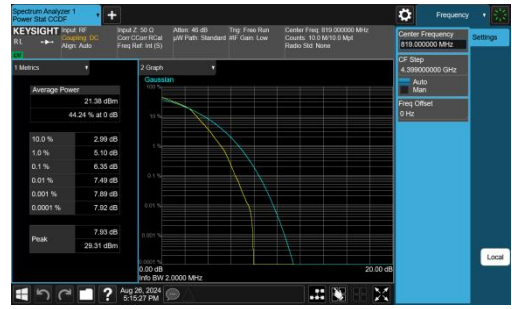 Spectrum Analyzer 1
Power Stat CCDF
Frequency
KEYSIGHT
Input: RF
Input Z: 50 Ω
Atten: 46 dB
Trig: Free Run
Center Freq: 819.000000 MHz
RL
Coupling: DC
Corr CCorr RCal
µW Path: Standard
#IF Gain: Low
Counts: 10.0 M/10.0 Mpt
Align: Auto
Freq Ref: Int (S)
Radio Std: None
Center Frequency
819.000000 MHz
Settings
CF Step
4.399000000 GHz
Auto
Man
Freq Offset
0 Hz
1 Metrics
2 Graph
Gaussian
Average Power
21.38 dBm
44.24 % at 0 dB
10.0 % 2.99 dB
1.0 % 5.10 dB
0.1 % 6.35 dB
0.01 % 7.49 dB
0.001 % 7.89 dB
0.0001 % 7.92 dB
Peak
7.93 dB
29.31 dBm
100 %
10 %
1 %
0.1 %
0.01 %
0.001 %
0.0001 %
0.00 dB
20.00 dB
Info BW 2.0000 MHz
Local
Aug 26, 2024
5:15:27 PM